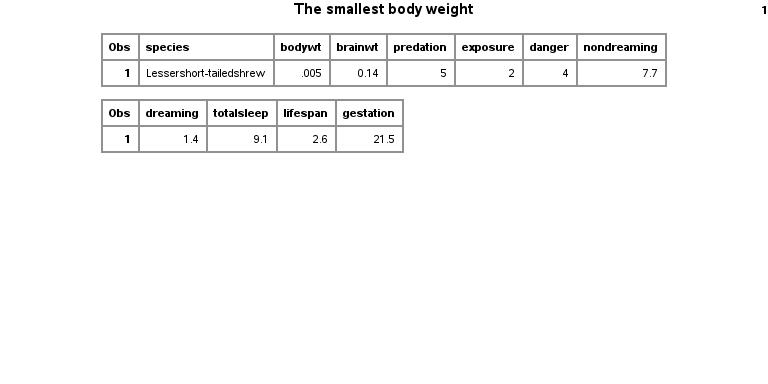 The smallest body weight 1
Obs species bodywt brainwt predation exposure danger nondreaming
1 Lessershort-tailedshrew .005 0.14 5 2 4 7.7
Obs dreaming totalsleep lifespan gestation
1 1.4 9.1 2.6 21.5